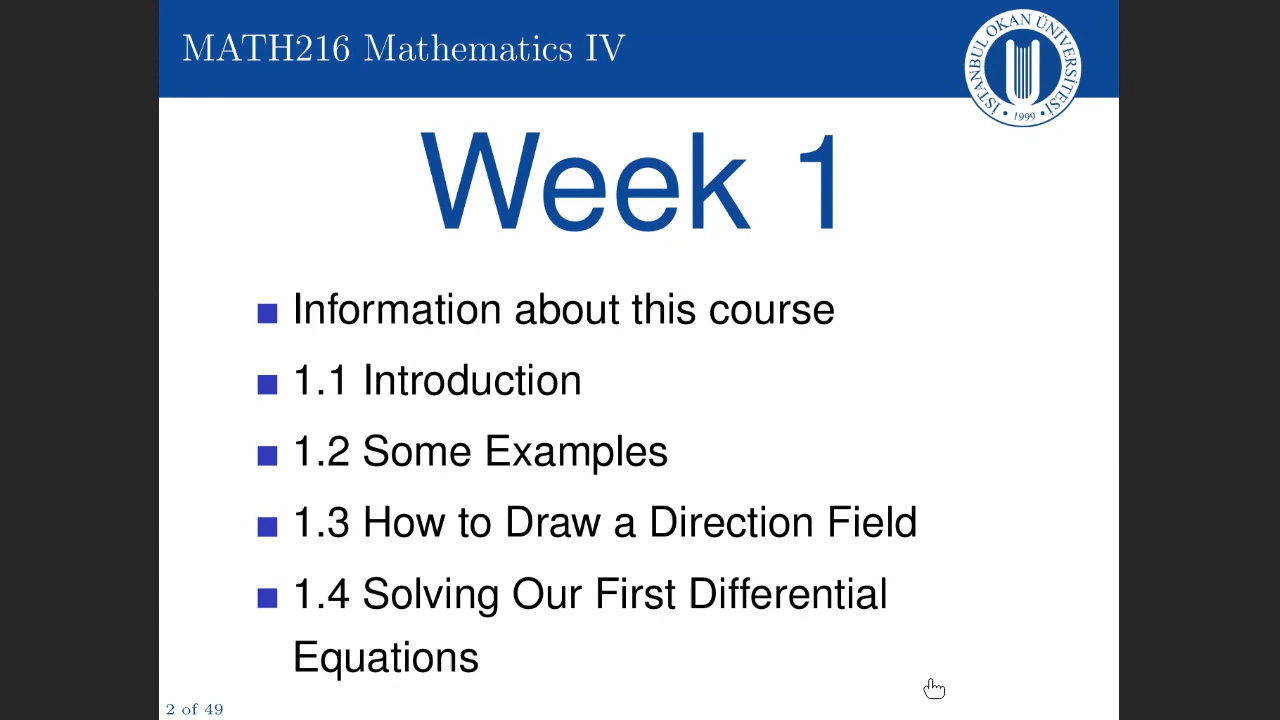 MATH216 Mathematics IV
İSTANBUL OKAN ÜNİVERSİTESİ
• 1999 •
Week 1
Information about this course
1.1 Introduction
1.2 Some Examples
1.3 How to Draw a Direction Field
1.4 Solving Our First Differential
Equations
2 of 49